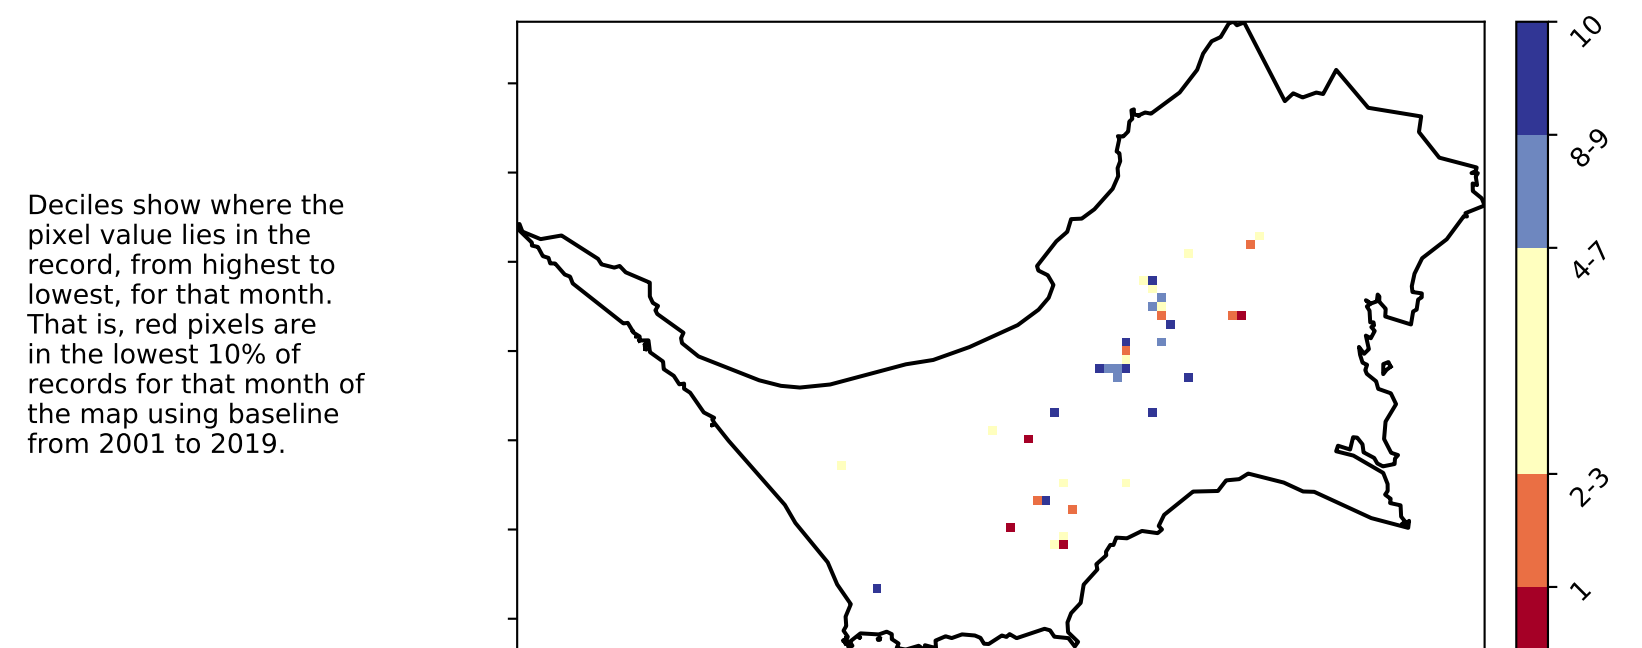 Deciles show where the
pixel value lies in the
record, from highest to
lowest, for that month.
That is, red pixels are
in the lowest 10% of
records for that month of
the map using baseline
from 2001 to 2019.
10
8-9
4-7
2-3
1